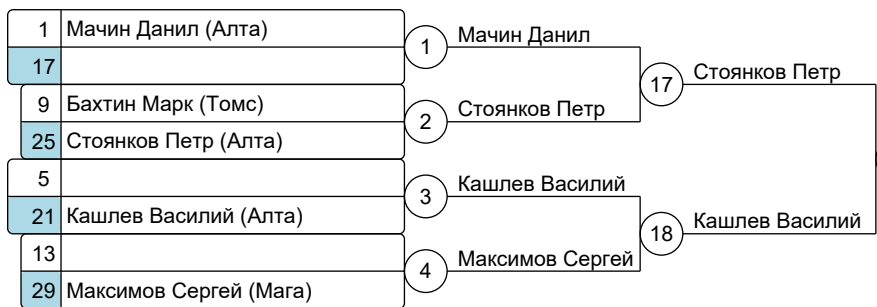 1 Мачин Данил (Алта)
17
1 Мачин Данил
9 Бахтин Марк (Томс)
25 Стоянков Петр (Алта)
2 Стоянков Петр
17 Стоянков Петр
5
21 Кашлев Василий (Алта)
3 Кашлев Василий
13
29 Максимов Сергей (Мага)
4 Максимов Сергей
18 Кашлев Василий